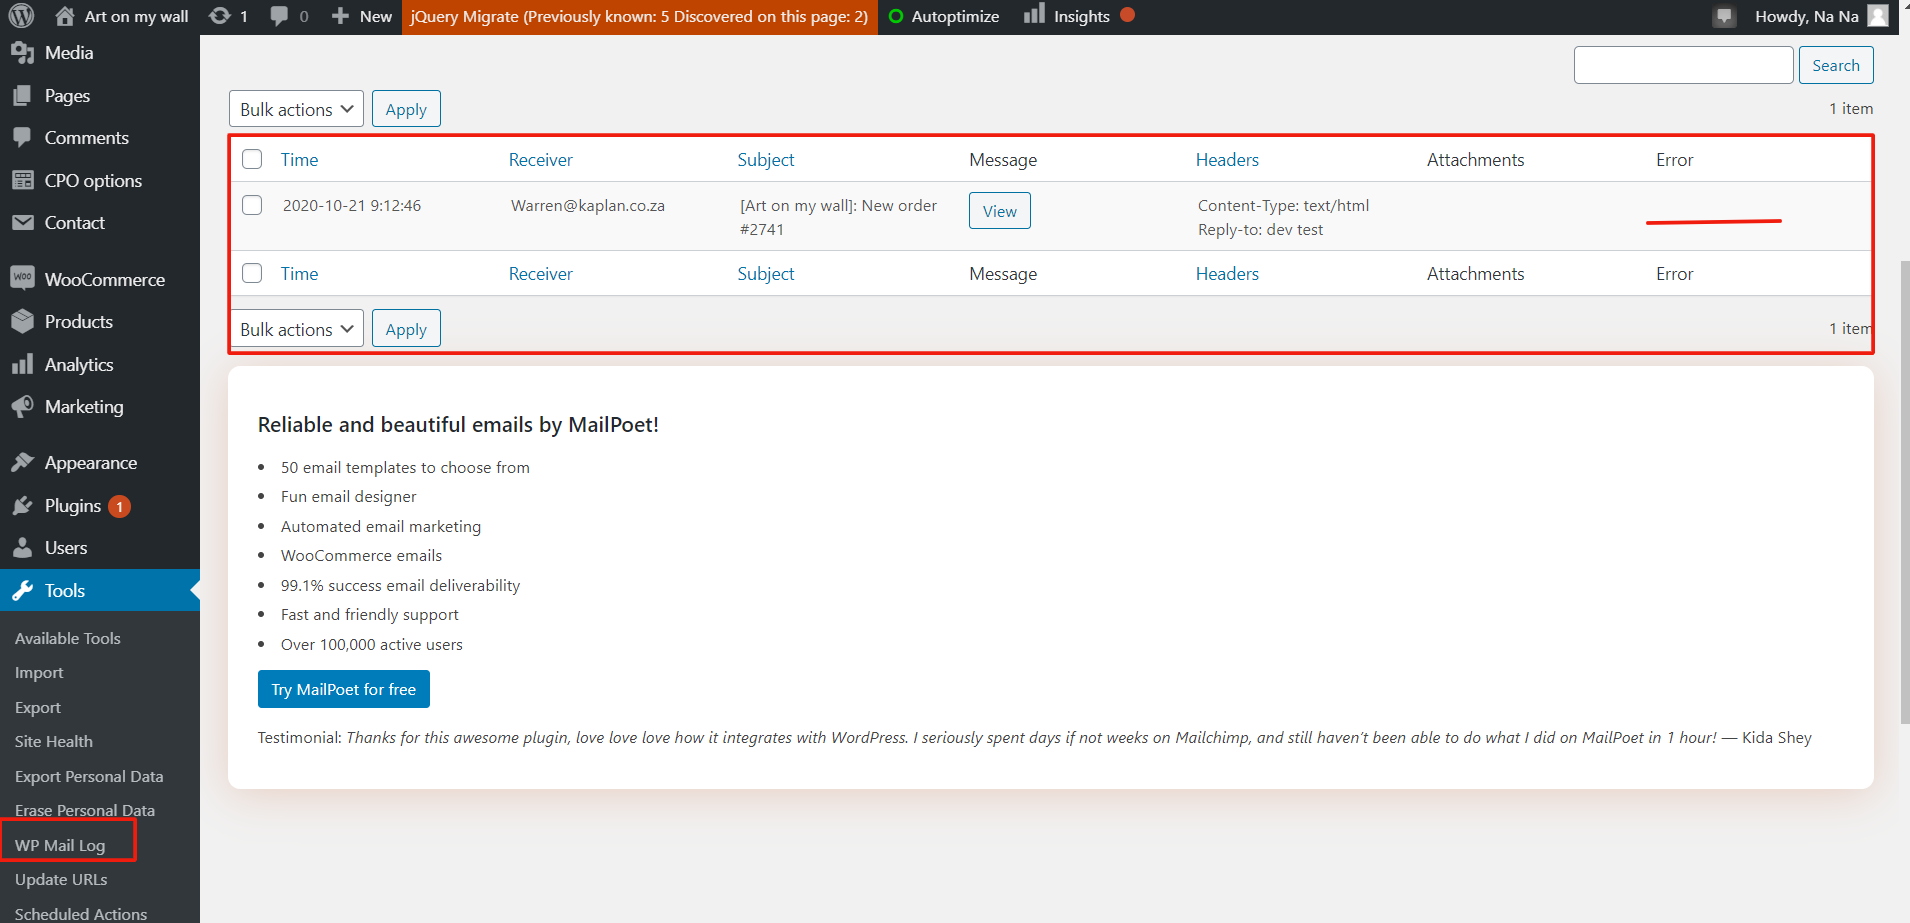 Art on my wall 1 0 New jQuery Migrate (Previously known: 5 Discovered on this page: 2) Autoptimize Insights Howdy, Na Na
Media
Pages
Comments
CPO options
Contact
WooCommerce
Products
Analytics
Marketing
Appearance
Plugins 1
Users
Tools
Available Tools
Import
Export
Site Health
Export Personal Data
Erase Personal Data
WP Mail Log
Update URLs
Scheduled Actions
Search
Bulk actions Apply 1 item
Time Receiver Subject Message Headers Attachments Error
2020-10-21 9:12:46 Warren@kaplan.co.za [Art on my wall]: New order View Content-Type: text/html
#2741 Reply-to: dev test
Time Receiver Subject Message Headers Attachments Error
Bulk actions Apply 1 item
Reliable and beautiful emails by MailPoet!
50 email templates to choose from
Fun email designer
Automated email marketing
WooCommerce emails
99.1% success email deliverability
Fast and friendly support
Over 100,000 active users
Try MailPoet for free
Testimonial: Thanks for this awesome plugin, love love love how it integrates with WordPress. I seriously spent days if not weeks on Mailchimp, and still haven't been able to do what I did on MailPoet in 1 hour! — Kida Shey